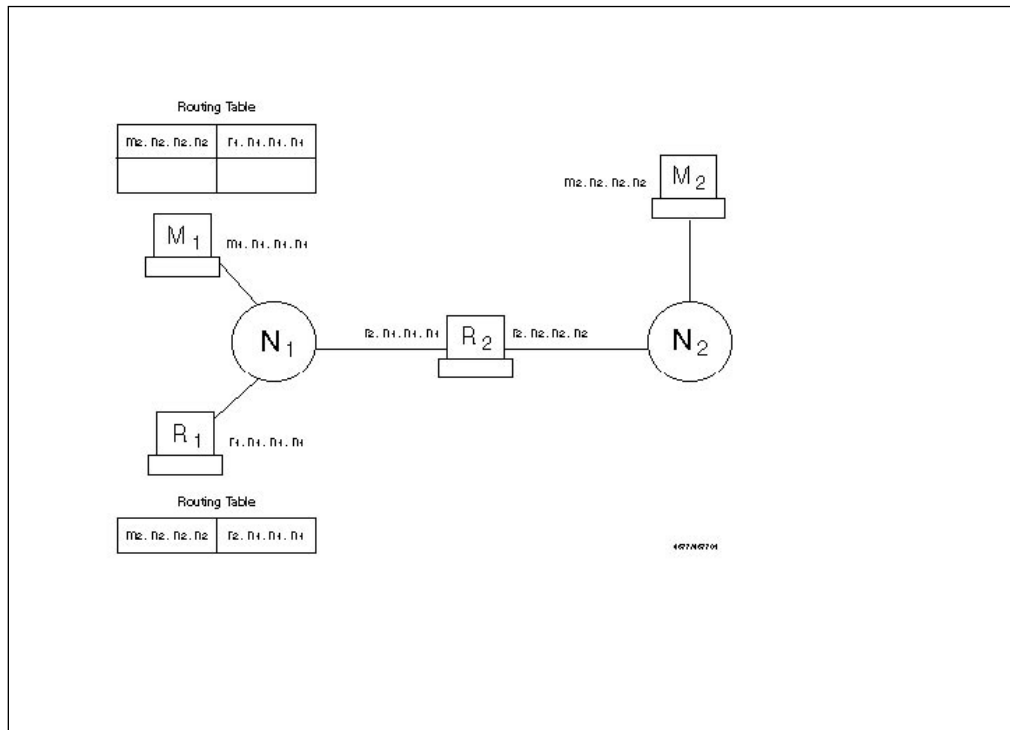 Routing Table
m2. n2. n2. n2 r1. n1. n1. n1
m2. n2. n2. n2 M2
M1 m1. n1. n1. n1
N1 r2. n1. n1. n1 R2 r2. n2. n2. n2 N2
R1 r1. n1. n1. n1
Routing Table
m2. n2. n2. n2 r2. n1. n1. n1